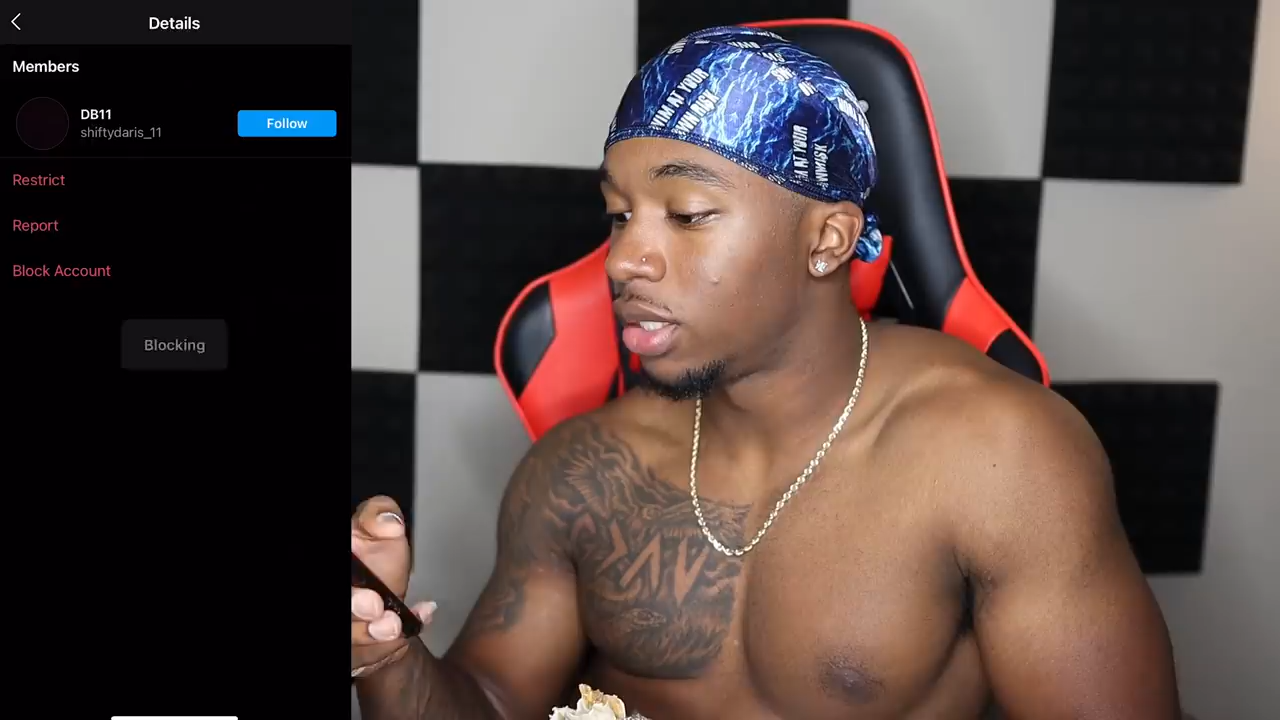 Details
Members
DB11
shiftydaris_11
Follow
Restrict
Report
Block Account
Blocking